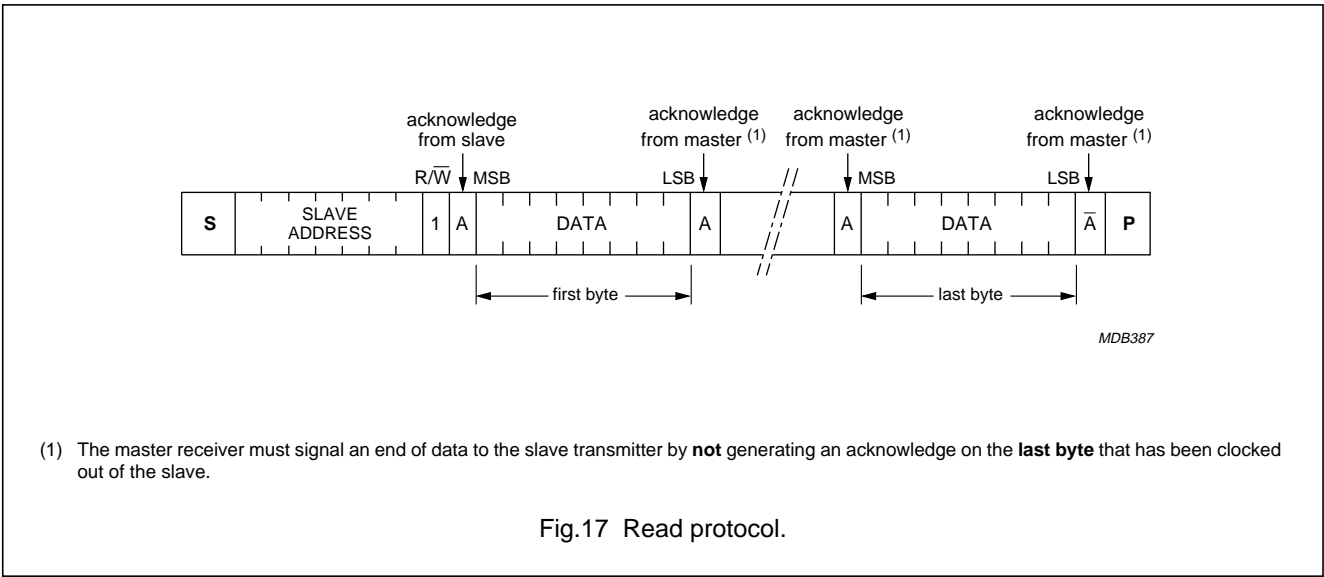 acknowledge acknowledge acknowledge acknowledge
from slave from master (1) from master (1) from master (1)
R/W̅ MSB LSB MSB LSB
S SLAVE ADDRESS 1 A DATA A A DATA A̅ P
first byte last byte
MDB387
(1) The master receiver must signal an end of data to the slave transmitter by not generating an acknowledge on the last byte that has been clocked
out of the slave.
Fig.17 Read protocol.